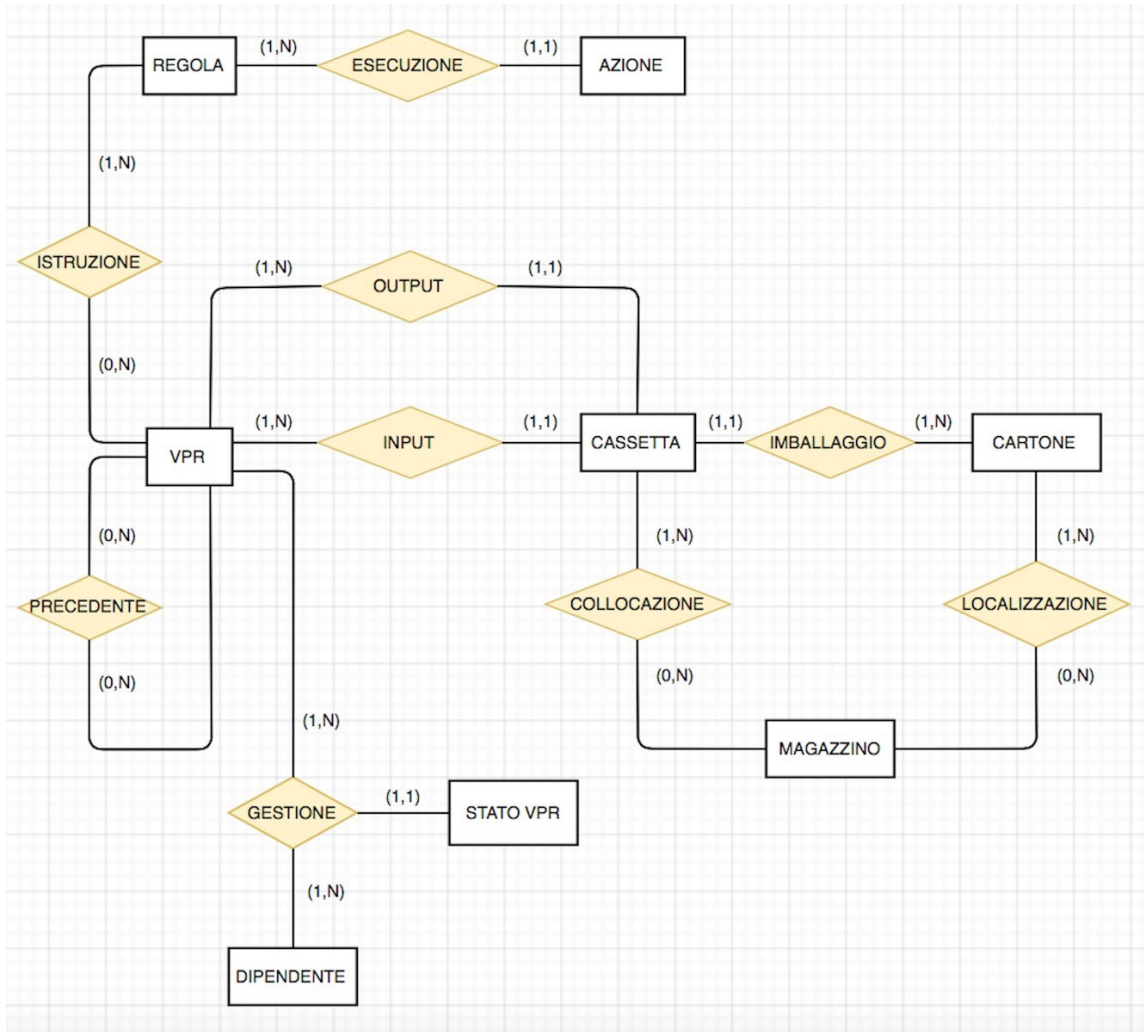 REGOLA
(1,N)
ESECUZIONE
(1,1)
AZIONE
(1,N)
ISTRUZIONE
(0,N)
(1,N)
OUTPUT
(1,1)
VPR
(1,N)
INPUT
(1,1)
CASSETTA
(1,1)
IMBALLAGGIO
(1,N)
CARTONE
(0,N)
PRECEDENTE
(0,N)
(1,N)
COLLOCAZIONE
(0,N)
(1,N)
LOCALIZZAZIONE
(0,N)
MAGAZZINO
(1,N)
GESTIONE
(1,1)
STATO VPR
(1,N)
DIPENDENTE